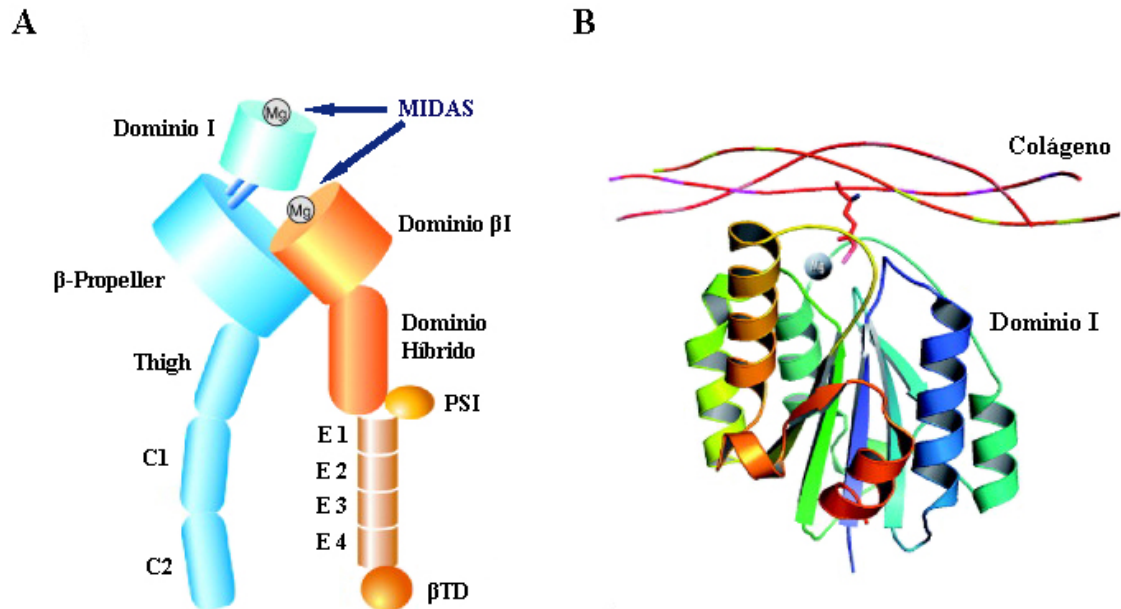 A
Mg
MIDAS
Dominio I
Mg
Dominio βI
β-Propeller
Dominio
Híbrido
Thigh
PSI
E 1
C1
E 2
E 3
E 4
C2
βTD
B
Colágeno
Mg
Dominio I